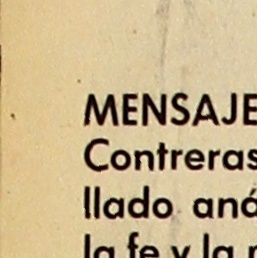 MENSAJE
Contreras
llado aná
la fe y la